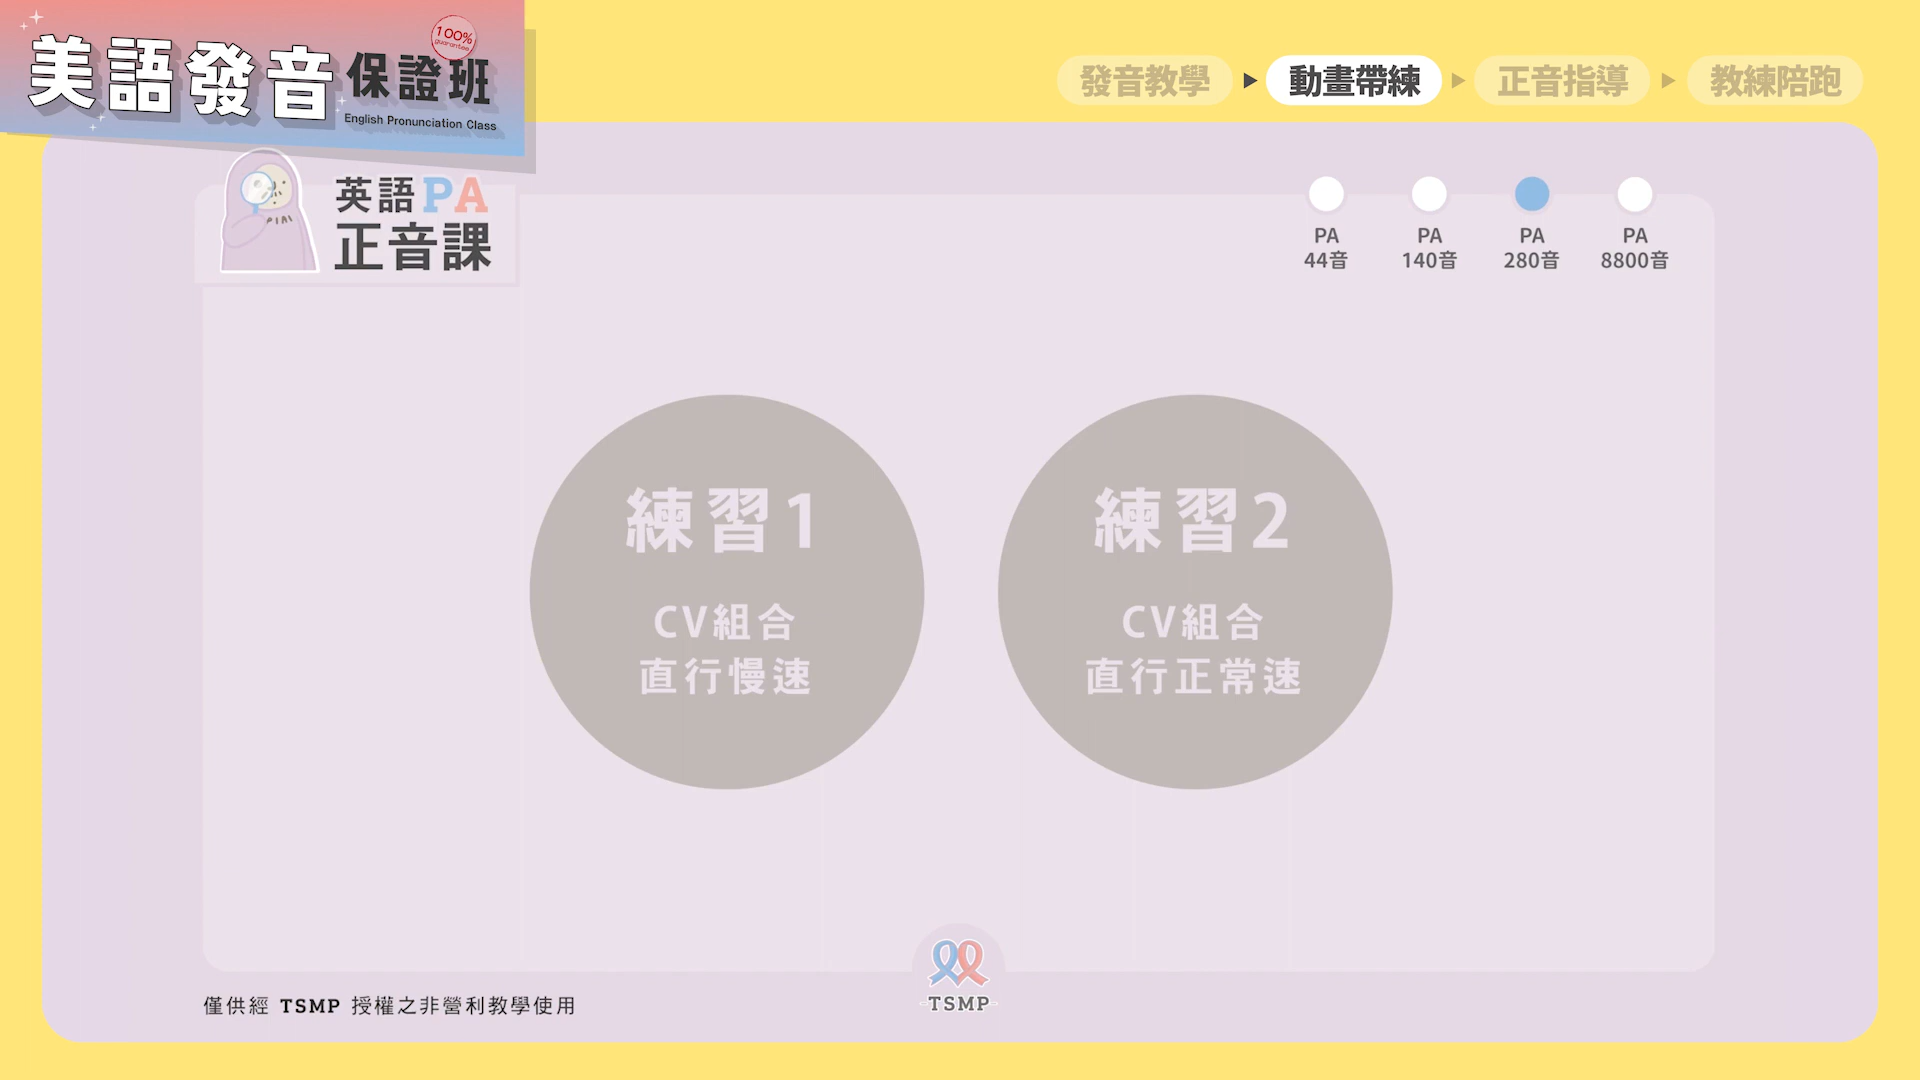 美語發音保證班
100%
guarantee
English Pronunciation Class
發音教學
動畫帶練
正音指導
教練陪跑
英語PA
正音課
PIAI
PA
44音
PA
140音
PA
280音
PA
8800音
練習1
CV組合
直行慢速
練習2
CV組合
直行正常速
僅供經 TSMP 授權之非營利教學使用
TSMP